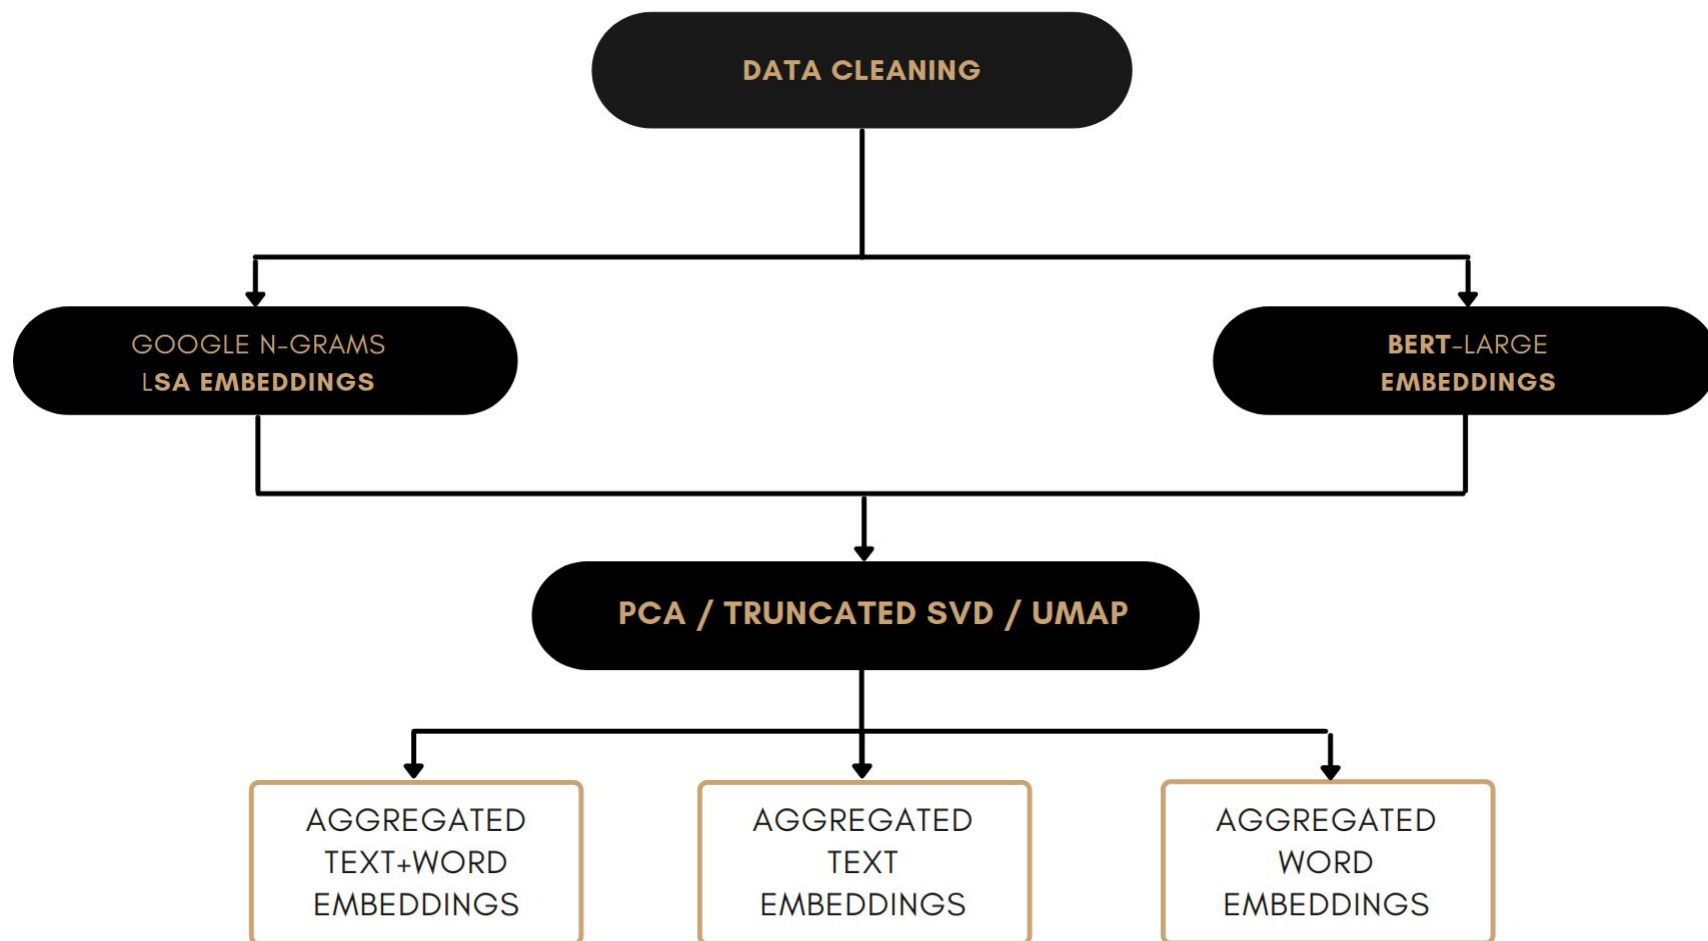 DATA CLEANING
GOOGLE N-GRAMS
LSA EMBEDDINGS
BERT-LARGE
EMBEDDINGS
PCA / TRUNCATED SVD / UMAP
AGGREGATED
TEXT+WORD
EMBEDDINGS
AGGREGATED
TEXT
EMBEDDINGS
AGGREGATED
WORD
EMBEDDINGS